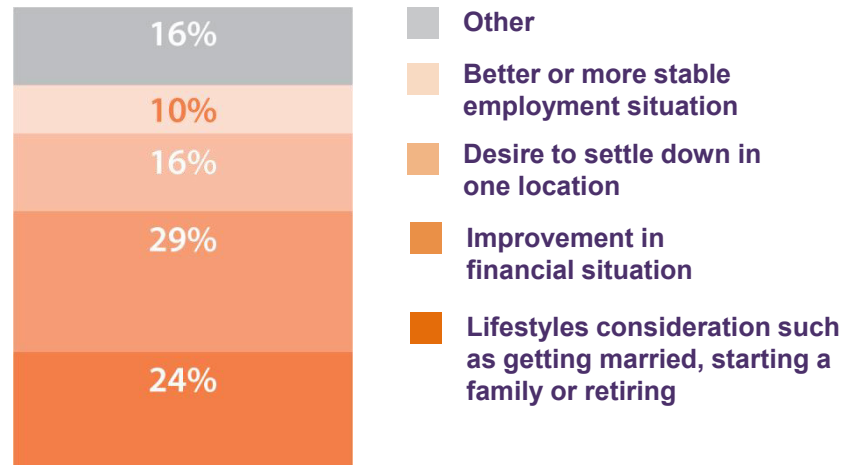 16%
10%
16%
29%
24%
Other
Better or more stable
employment situation
Desire to settle down in
one location
Improvement in
financial situation
Lifestyles consideration such
as getting married, starting a
family or retiring